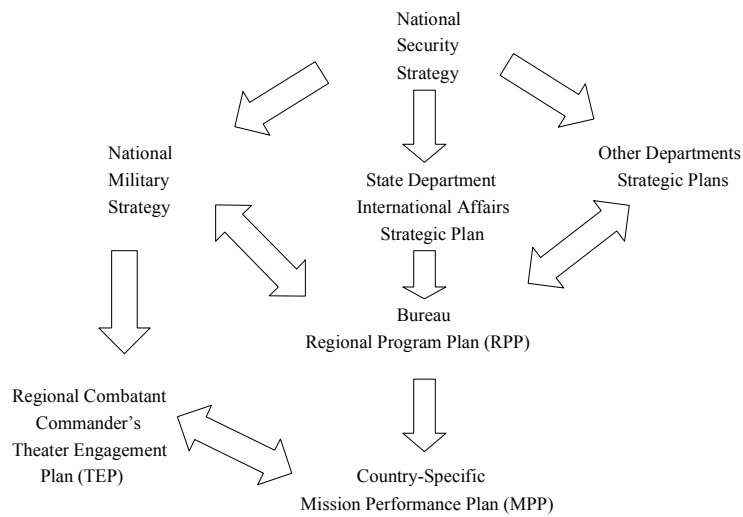 National
Security
Strategy
National
Military
Strategy
State Department
International Affairs
Strategic Plan
Other Departments
Strategic Plans
Bureau
Regional Program Plan (RPP)
Regional Combatant
Commander’s
Theater Engagement
Plan (TEP)
Country-Specific
Mission Performance Plan (MPP)